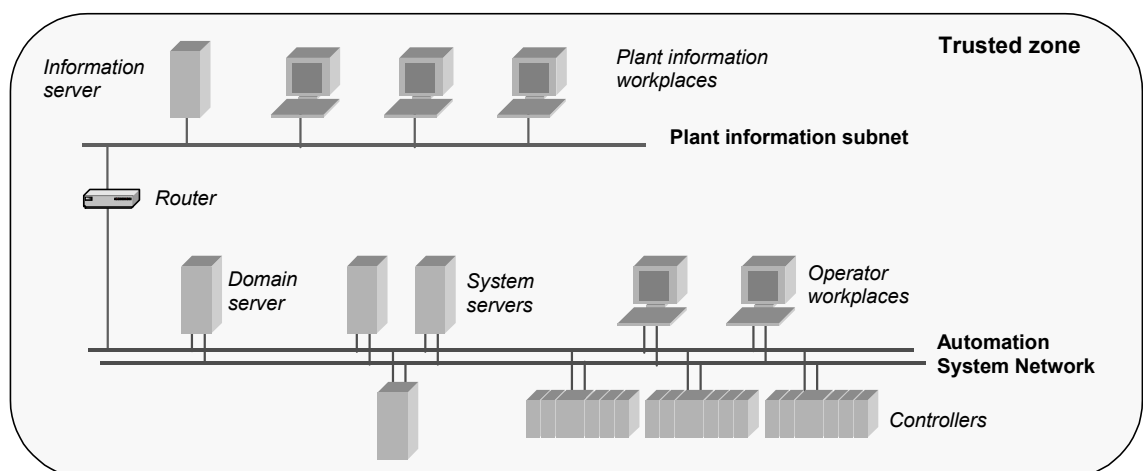 Trusted zone
Information
server
Plant information
workplaces
Plant information subnet
Router
Domain
server
System
servers
Operator
workplaces
Automation
System Network
Controllers